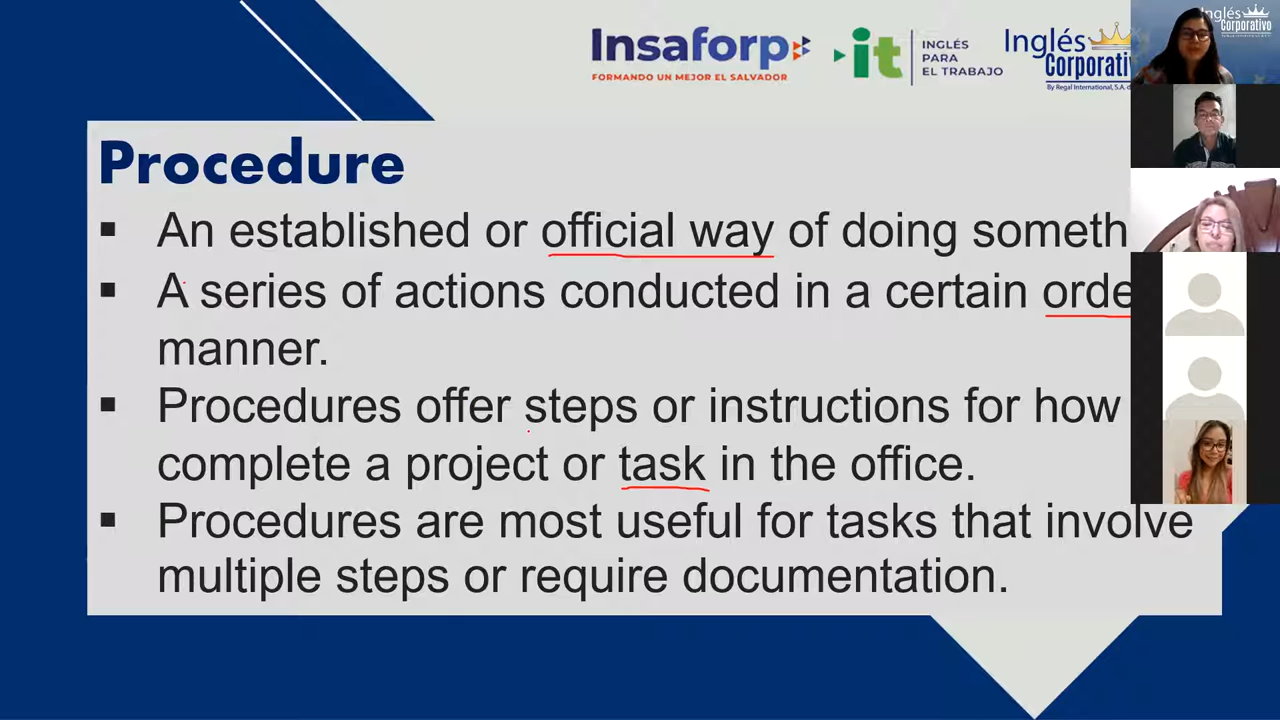 Insaforp
FORMANDO UN MEJOR EL SALVADOR
it
INGLÉS
PARA
EL TRABAJO
Inglés
Corporativ
By Regal International, S.A. d
Inglés
Corporativo
Procedure
▪ An established or official way of doing someth
▪ A series of actions conducted in a certain orde
manner.
▪ Procedures offer steps or instructions for how
complete a project or task in the office.
▪ Procedures are most useful for tasks that involve
multiple steps or require documentation.